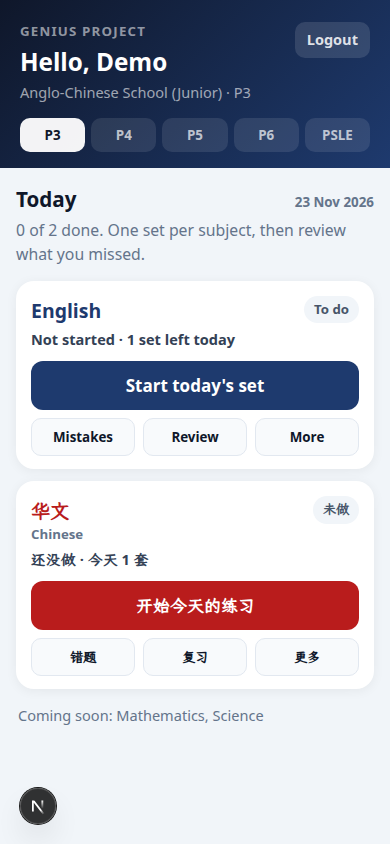 GENIUS PROJECT
Hello, Demo
Logout
Anglo-Chinese School (Junior) · P3
P3 P4 P5 P6 PSLE
Today
23 Nov 2026
0 of 2 done. One set per subject, then review
what you missed.
English
To do
Not started · 1 set left today
Start today's set
Mistakes Review More
华文
未做
Chinese
还没做 · 今天 1 套
开始今天的练习
错题 复习 更多
Coming soon: Mathematics, Science
N